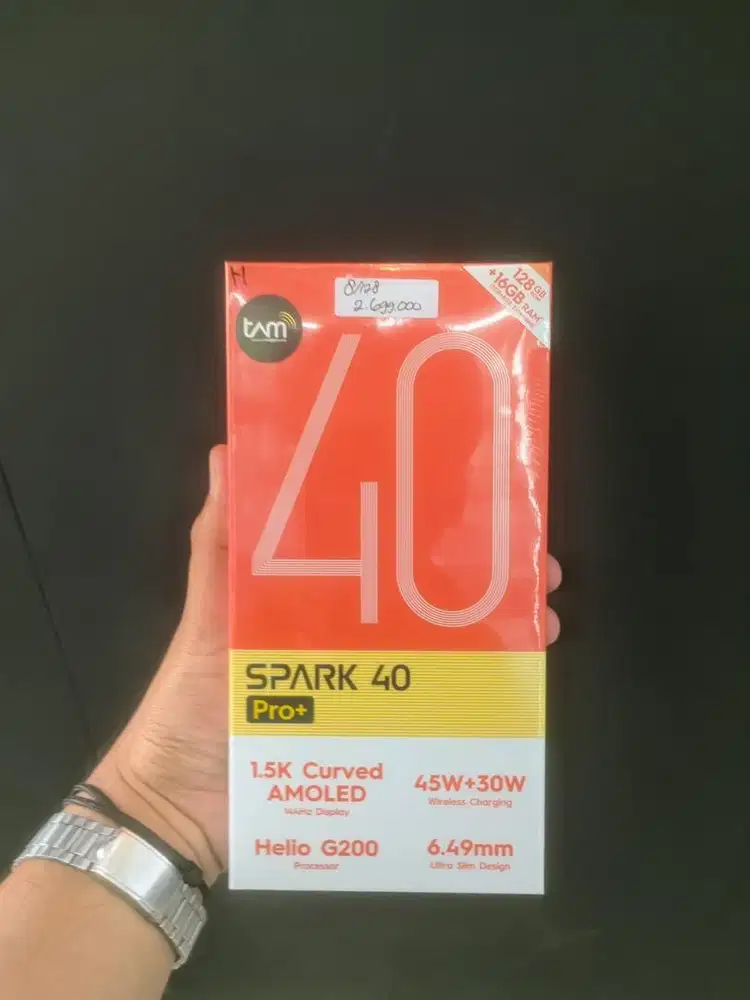 H
8/128
2.699.000
128GB
+16GB RAM
tam
40
SPARK 40
Pro+
1.5K Curved
AMOLED
144Hz Display
45W+30W
Wireless Charging
Helio G200
Processor
6.49mm
Ultra Slim Design